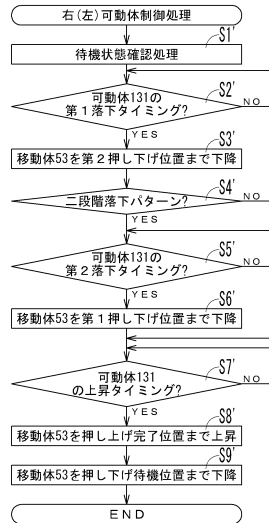 右(左)可動体制御処理
S1'
待機状態確認処理
S2'
可動体131の
第1落下タイミング?
NO
YES
S3'
移動体53を第2押し下げ位置まで下降
S4'
二段階落下パターン?
NO
YES
S5'
可動体131の
第2落下タイミング?
NO
YES
S6'
移動体53を第1押し下げ位置まで下降
S7'
可動体131
の上昇タイミング?
NO
YES
S8'
移動体53を押し上げ完了位置まで上昇
S9'
移動体53を押し下げ待機位置まで下降
END